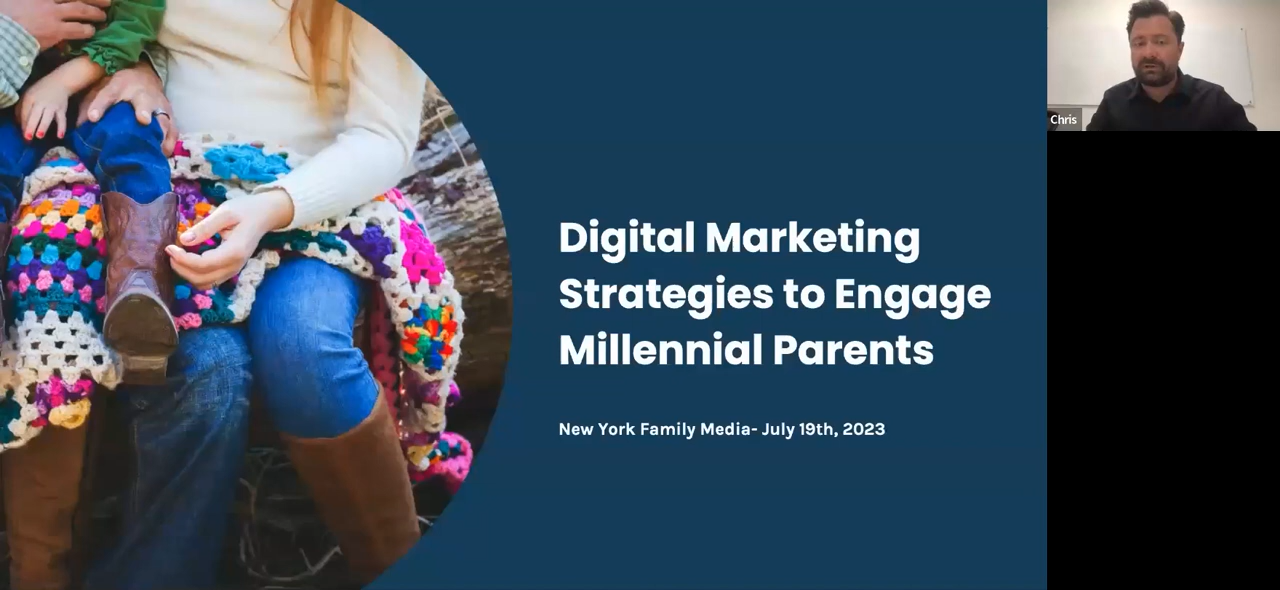 Chris
Digital Marketing
Strategies to Engage
Millennial Parents
New York Family Media- July 19th, 2023